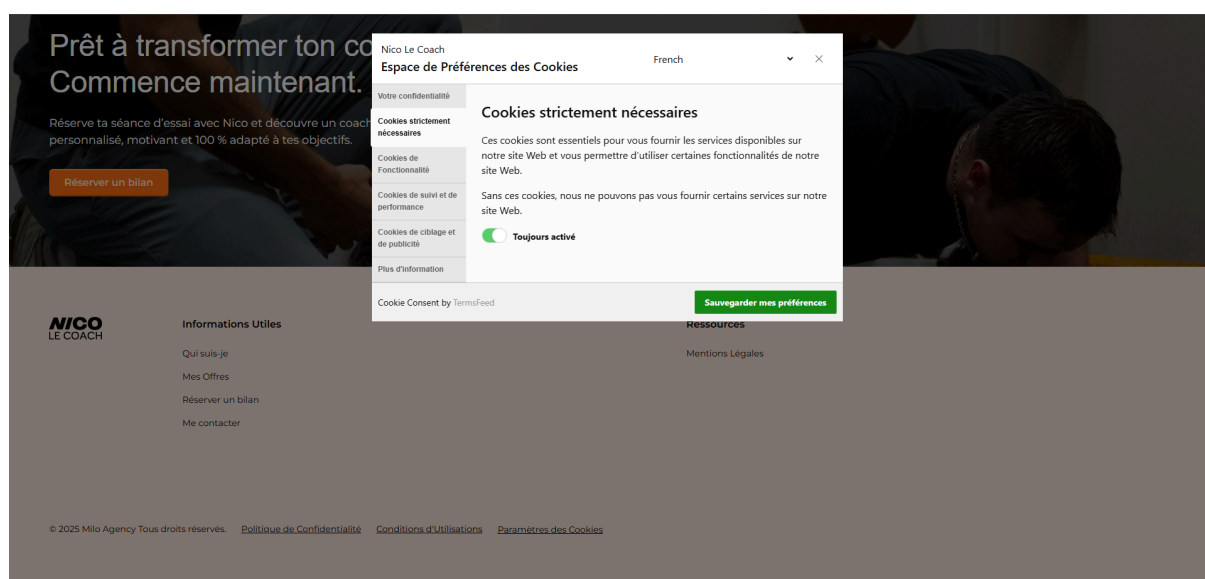 Prêt à transformer ton co
Commence maintenant.
Réserve ta séance d'essai avec Nico et découvre un coach
personnalisé, motivant et 100 % adapté à tes objectifs.
Réserver un bilan
Nico Le Coach
Espace de Préférences des Cookies
French
Votre confidentialité
Cookies strictement
nécessaires
Cookies de
Fonctionnalité
Cookies de suivi et de
performance
Cookies de ciblage et
de publicité
Plus d'information
Cookies strictement nécessaires
Ces cookies sont essentiels pour vous fournir les services disponibles sur
notre site Web et vous permettre d'utiliser certaines fonctionnalités de notre
site Web.
Sans ces cookies, nous ne pouvons pas vous fournir certains services sur notre
site Web.
Toujours activé
Cookie Consent by TermsFeed
Sauvegarder mes préférences
NICO
LE COACH
Informations Utiles
Qui suis-je
Mes Offres
Réserver un bilan
Me contacter
Ressources
Mentions Légales
© 2025 Milo Agency Tous droits réservés. Politique de Confidentialité Conditions d'Utilisations Paramètres des Cookies